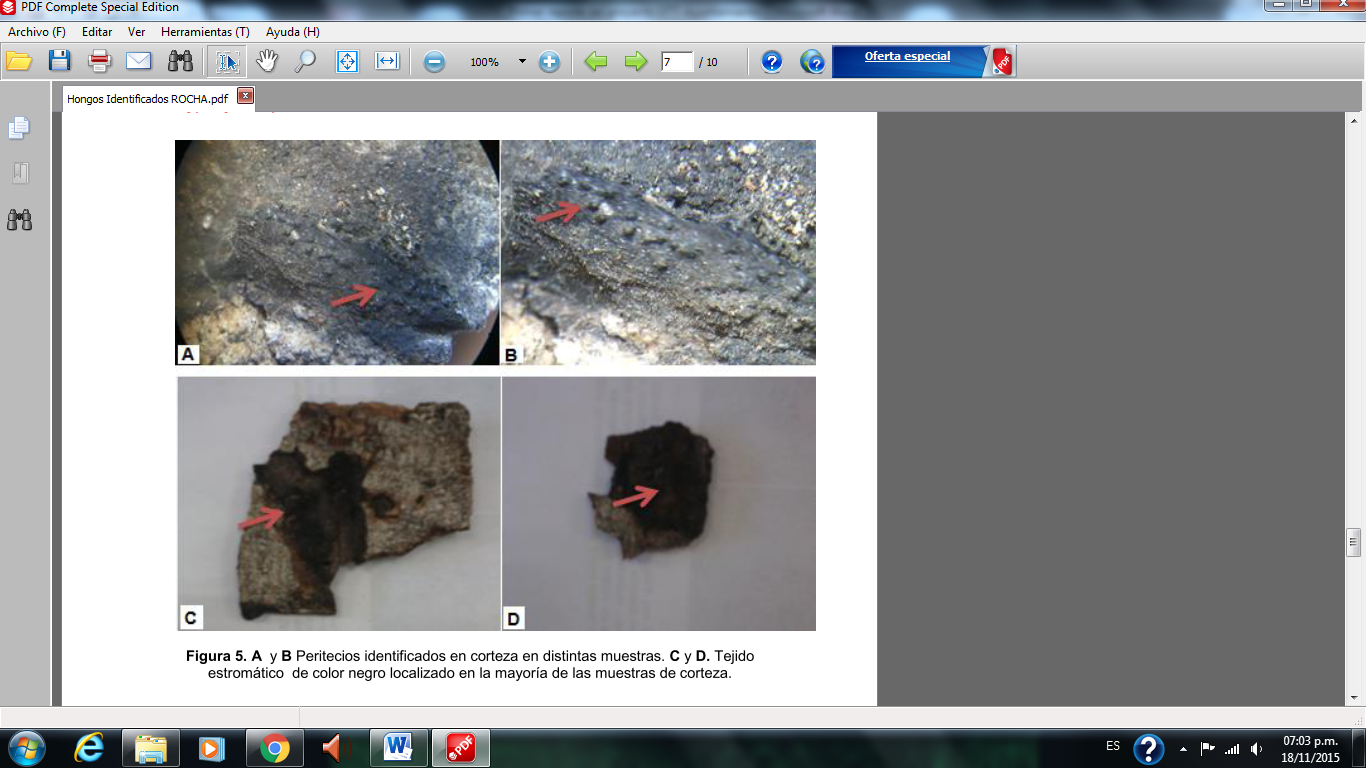 PDF Complete Special Edition
Archivo (F) Editar Ver Herramientas (T) Ayuda (H)
100% 7 / 10 Oferta especial
PDF
Hongos Identificados ROCHA.pdf
A B
C D
Figura 5. A y B Peritecios identificados en corteza en distintas muestras. C y D. Tejido
estromático de color negro localizado en la mayoría de las muestras de corteza.
ES
07:03 p.m.
18/11/2015